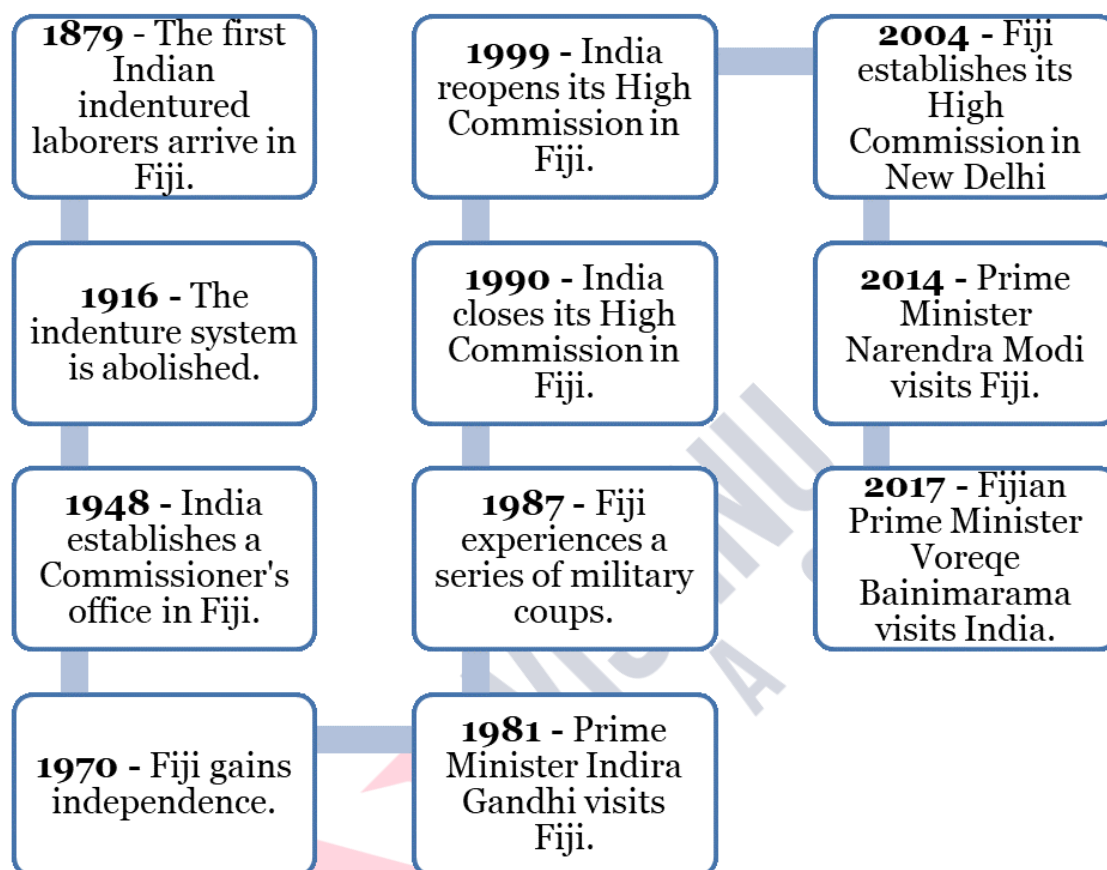 1879 - The first
Indian
indentured
laborers arrive in
Fiji.
1916 - The
indenture system
is abolished.
1948 - India
establishes a
Commissioner's
office in Fiji.
1970 - Fiji gains
independence.
1981 - Prime
Minister Indira
Gandhi visits
Fiji.
1987 - Fiji
experiences a
series of military
coups.
1990 - India
closes its High
Commission in
Fiji.
1999 - India
reopens its High
Commission in
Fiji.
2004 - Fiji
establishes its
High
Commission in
New Delhi
2014 - Prime
Minister
Narendra Modi
visits Fiji.
2017 - Fijian
Prime Minister
Voreqe
Bainimarama
visits India.